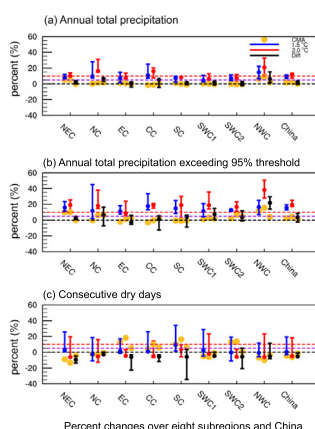 (a) Annual total precipitation
percent (%)
60
40
20
0
-20
-40
CMA
1.5 °C
2.0 °C
Diff
NEC
NC
EC
CC
SC
SWC1
SWC2
NWC
China
(b) Annual total precipitation exceeding 95% threshold
percent (%)
60
40
20
0
-20
-40
NEC
NC
EC
CC
SC
SWC1
SWC2
NWC
China
(c) Consecutive dry days
percent (%)
60
40
20
0
-20
-40
NEC
NC
EC
CC
SC
SWC1
SWC2
NWC
China
Percent changes over eight subregions and China